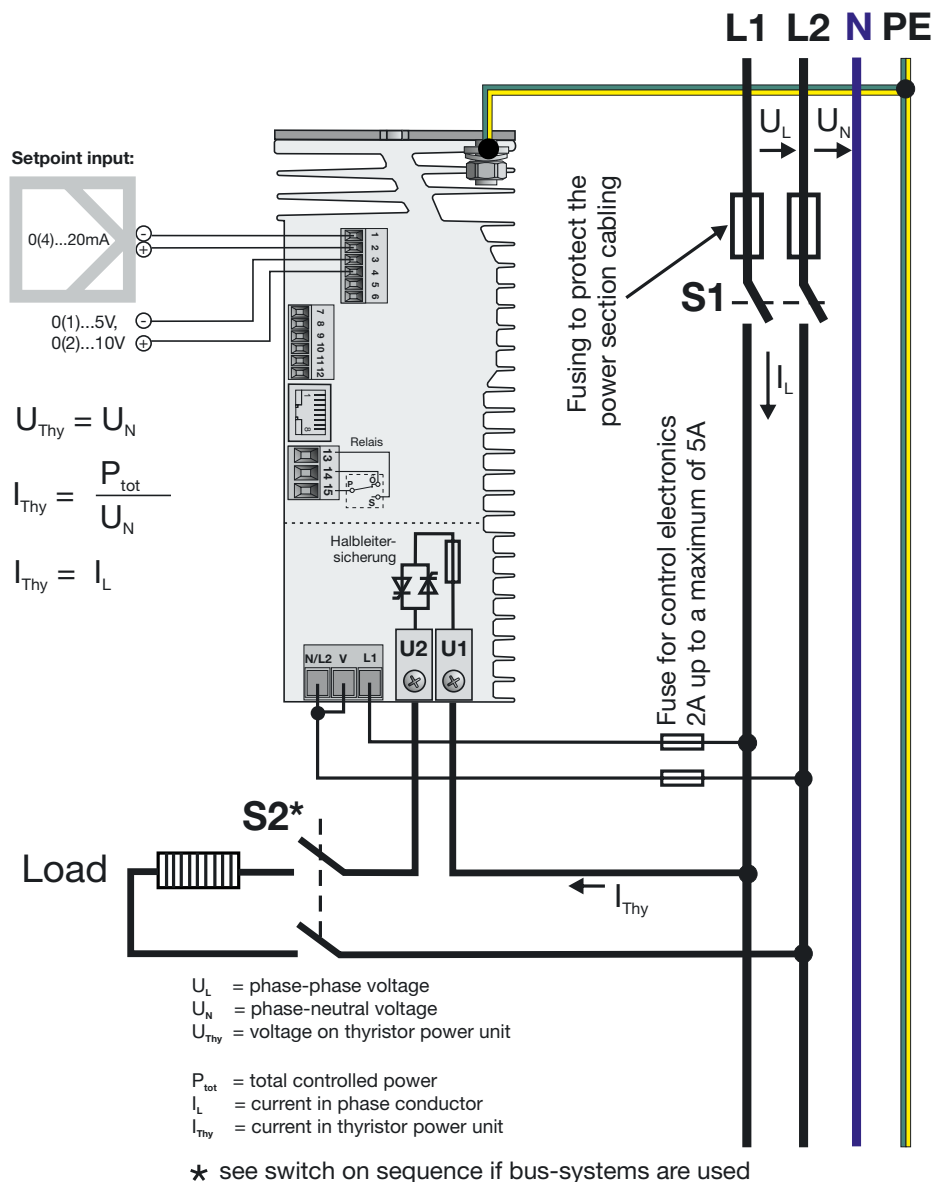 L1 L2 N PE
U_L U_N
Setpoint input:
0(4)...20mA
-
+
0(1)...5V,
0(2)...10V
-
+
1
2
3
4
5
6
7
8
9
10
11
12
1
8
13
14
15
Relais
P
Ö
S
U_Thy = U_N
I_Thy = P_tot / U_N
I_Thy = I_L
Fusing to protect the
power section cabling
S1
I_L
Halbleiter-
sicherung
U2 U1
N/L2 V L1
Fuse for control electronics
2A up to a maximum of 5A
S2*
Load
I_Thy
U_L = phase-phase voltage
U_N = phase-neutral voltage
U_Thy = voltage on thyristor power unit
P_tot = total controlled power
I_L = current in phase conductor
I_Thy = current in thyristor power unit
* see switch on sequence if bus-systems are used